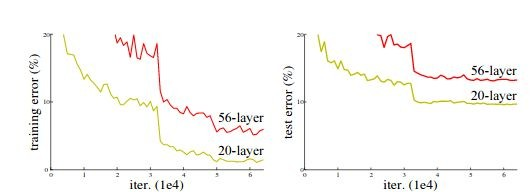 20
10
0
training error (%)
56-layer
20-layer
0 1 2 3 4 5 6
iter. (1e4)
20
10
0
test error (%)
56-layer
20-layer
0 1 2 3 4 5 6
iter. (1e4)